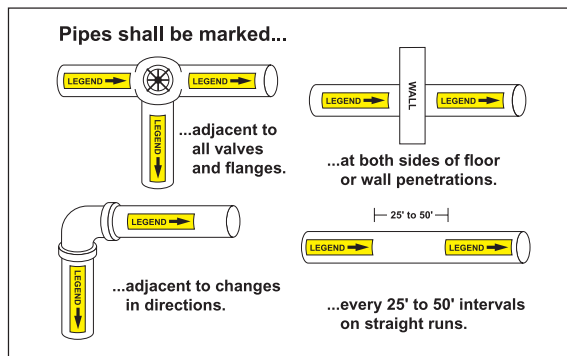 Pipes shall be marked...
LEGEND
LEGEND
LEGEND
...adjacent to
all valves
and flanges.
LEGEND
WALL
LEGEND
...at both sides of floor
or wall penetrations.
LEGEND
LEGEND
...adjacent to changes
in directions.
25' to 50'
LEGEND
LEGEND
...every 25' to 50' intervals
on straight runs.